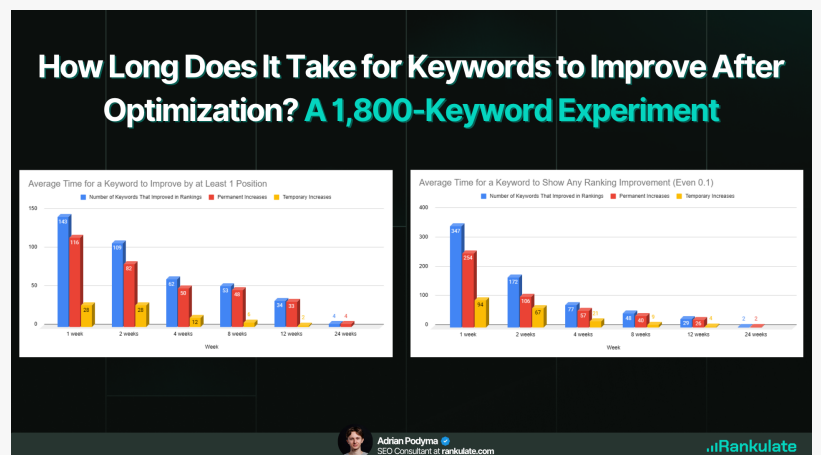 How Long Does It Take for Keywords to Improve After
Optimization? A 1,800-Keyword Experiment
Average Time for a Keyword to Improve by at Least 1 Position
Number of Keywords That Improved in Rankings Permanent Increases Temporary Increases
150
100
50
0
143 116 28
109 82 28
62 50 12
53 48
34 33
4 4
1 week 2 weeks 4 weeks 8 weeks 12 weeks 24 weeks
Week
Average Time for a Keyword to Show Any Ranking Improvement (Even 0.1)
Number of Keywords That Improved in Rankings Permanent Increases Temporary Increases
400
300
200
100
0
347 254 94
172 106 67
77 57 21
48 40
29 26 4
2 2
1 week 2 weeks 4 weeks 8 weeks 12 weeks 24 weeks
Week
Adrian Podyma
SEO Consultant at rankulate.com
Rankulate